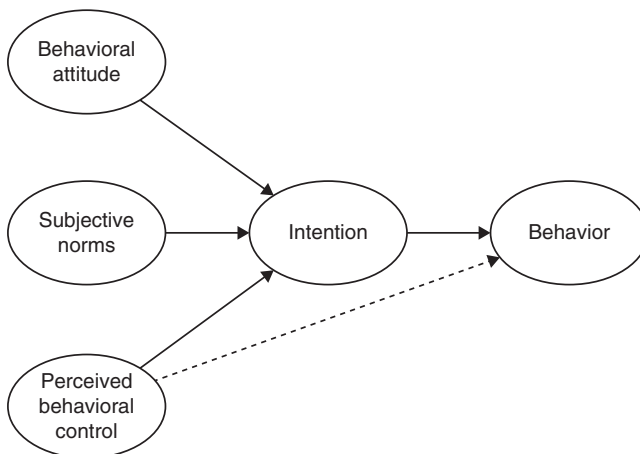 Behavioral
attitude
Subjective
norms
Intention
Behavior
Perceived
behavioral
control